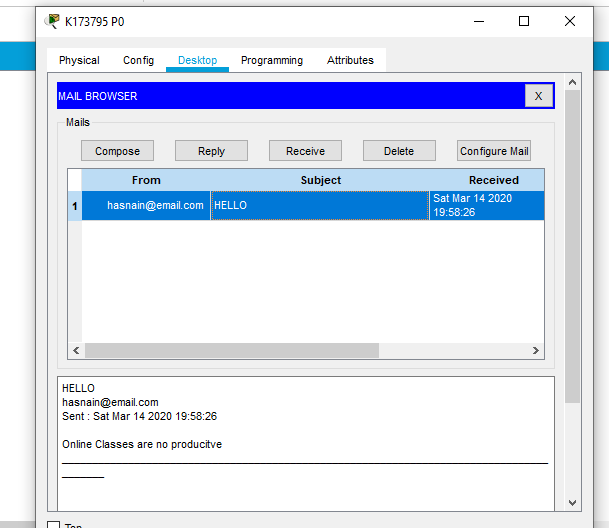 K173795 P0
Physical Config Desktop Programming Attributes
MAIL BROWSER X
Mails
Compose Reply Receive Delete Configure Mail
From Subject Received
1 hasnain@email.com HELLO Sat Mar 14 2020
19:58:26
HELLO
hasnain@email.com
Sent : Sat Mar 14 2020 19:58:26
Online Classes are no producitve
Top